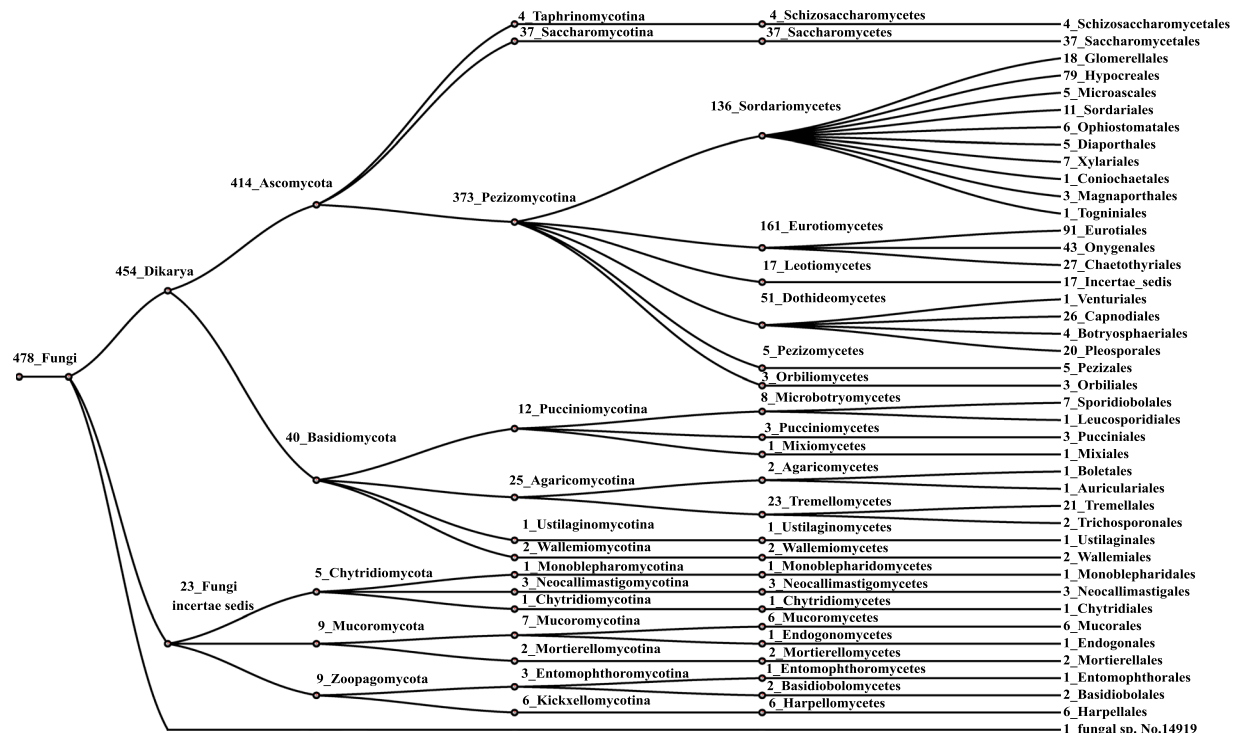 4_Taphrinomycotina
4_Schizosaccharomycetes
4_Schizosaccharomycetales
37_Saccharomycotina
37_Saccharomycetes
37_Saccharomycetales
18_Glomerellales
79_Hypocreales
5_Microascales
136_Sordariomycetes
11_Sordariales
6_Ophiostomatales
5_Diaporthales
7_Xylariales
1_Coniochaetales
414_Ascomycota
373_Pezizomycotina
3_Magnaporthales
1_Togniniales
161_Eurotiomycetes
91_Eurotiales
43_Onygenales
17_Leotiomycetes
27_Chaetothyriales
454_Dikarya
17_Incertae_sedis
51_Dothideomycetes
1_Venturiales
26_Capnodiales
4_Botryosphaeriales
20_Pleosporales
478_Fungi
5_Pezizomycetes
5_Pezizales
3_Orbiliomycetes
3_Orbiliales
8_Microbotryomycetes
7_Sporidiobolales
12_Pucciniomycotina
1_Leucosporidiales
3_Pucciniomycetes
3_Pucciniales
40_Basidiomycota
1_Mixiomycetes
1_Mixiales
2_Agaricomycetes
1_Boletales
25_Agaricomycotina
1_Auriculariales
23_Tremellomycetes
21_Tremellales
2_Trichosporonales
1_Ustilaginomycotina
1_Ustilaginomycetes
1_Ustilaginales
2_Wallemiomycotina
2_Wallemiomycetes
2_Wallemiales
5_Chytridiomycota
1_Monoblepharomycotina
1_Monoblepharidomycetes
1_Monoblepharidales
23_Fungi
incertae sedis
3_Neocallimastigomycotina
3_Neocallimastigomycetes
3_Neocallimastigales
1_Chytridiomycotina
1_Chytridiomycetes
1_Chytridiales
9_Mucoromycota
7_Mucoromycotina
6_Mucoromycetes
6_Mucorales
1_Endogonomycetes
1_Endogonales
2_Mortierellomycotina
2_Mortierellomycetes
2_Mortierellales
9_Zoopagomycota
3_Entomophthoromycotina
1_Entomophthoromycetes
1_Entomophthorales
2_Basidiobolomycetes
2_Basidiobolales
6_Kickxellomycotina
6_Harpellomycetes
6_Harpellales
1_fungal sp. No.14919